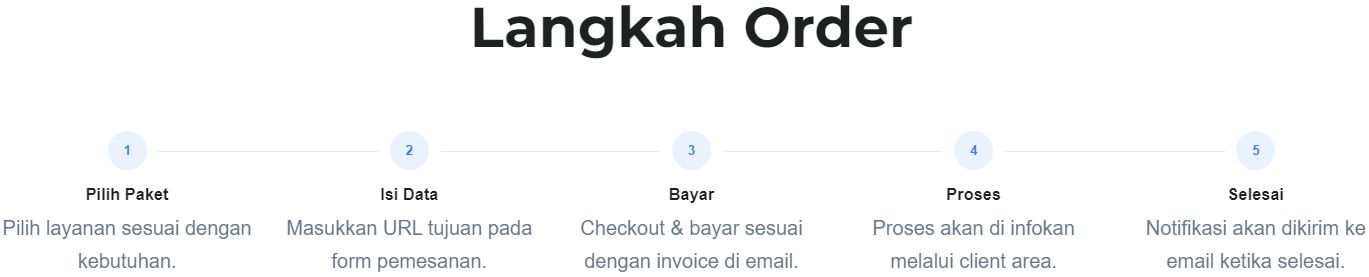 Langkah Order
1
2
3
4
5
Pilih Paket
Isi Data
Bayar
Proses
Selesai
Pilih layanan sesuai dengan
kebutuhan.
Masukkan URL tujuan pada
form pemesanan.
Checkout & bayar sesuai
dengan invoice di email.
Proses akan di infokan
melalui client area.
Notifikasi akan dikirim ke
email ketika selesai.